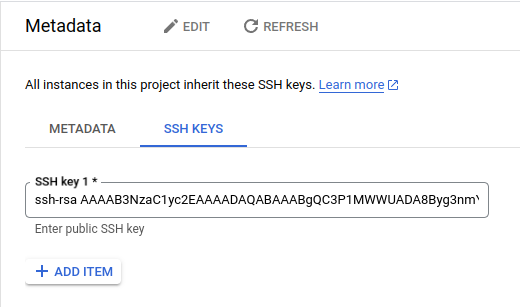 Metadata EDIT REFRESH
All instances in this project inherit these SSH keys. Learn more
METADATA SSH KEYS
SSH key 1 *
ssh-rsa AAAAB3NzaC1yc2EAAAADAQABAAABgQC3P1MWWUADA8Byg3nm
Enter public SSH key
+ ADD ITEM